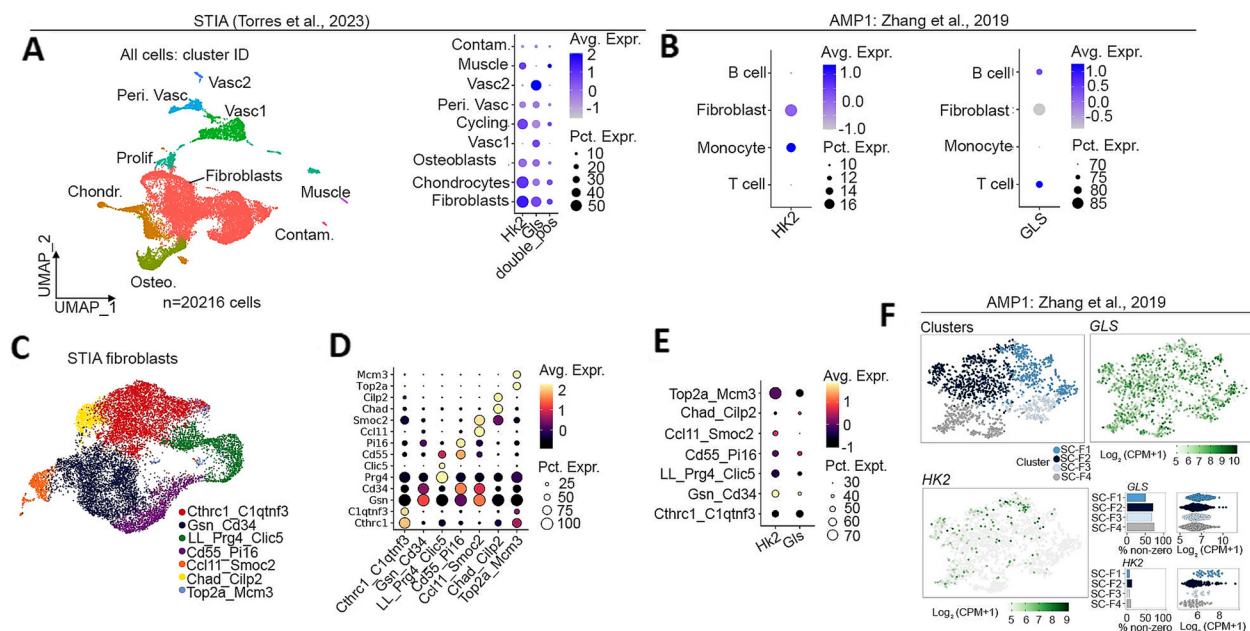 STIA (Torres et al., 2023)
A
All cells: cluster ID
Vasc2
Peri. Vasc
Vasc1
Prolif.
Fibroblasts
Chondr.
Muscle
Contam.
Osteo.
UMAP_2
UMAP_1
n=20216 cells
Contam.
Muscle
Vasc2
Peri. Vasc
Cycling
Vasc1
Osteoblasts
Chondrocytes
Fibroblasts
Hk2
Gls
double_pos
Avg. Expr.
2
1
0
-1
Pct. Expr.
10
20
30
40
50
AMP1: Zhang et al., 2019
B
B cell
Fibroblast
Monocyte
T cell
HK2
Avg. Expr.
1.0
0.0
-1.0
Pct. Expr.
10
12
14
16
B cell
Fibroblast
Monocyte
T cell
GLS
Avg. Expr.
1.0
0.5
0.0
-0.5
Pct. Expr.
70
75
80
85
C
STIA fibroblasts
Cthrc1_C1qtnf3
Gsn_Cd34
LL_Prg4_Clic5
Cd55_Pi16
Ccl11_Smoc2
Chad_Cilp2
Top2a_Mcm3
D
Mcm3
Top2a
Cilp2
Chad
Smoc2
Ccl11
Pi16
Cd55
Clic5
Prg4
Cd34
Gsn
C1qtnf3
Cthrc1
Cthrc1_C1qtnf3
Gsn_Cd34
LL_Prg4_Clic5
Cd55_Pi16
Ccl11_Smoc2
Chad_Cilp2
Top2a_Mcm3
Avg. Expr.
2
1
0
Pct. Expr.
25
50
75
100
E
Top2a_Mcm3
Chad_Cilp2
Ccl11_Smoc2
Cd55_Pi16
LL_Prg4_Clic5
Gsn_Cd34
Cthrc1_C1qtnf3
Hk2
Gls
Avg. Expr.
2
1
0
-1
Pct. Expr.
30
40
50
60
70
AMP1: Zhang et al., 2019
F
Clusters
GLS
Cluster
SC-F1
SC-F2
SC-F3
SC-F4
Log₂ (CPM+1)
5 6 7 8 9 10
HK2
Log₂ (CPM+1)
4 5 6 7 8 9
GLS
SC-F1
SC-F2
SC-F3
SC-F4
0 50 100
% non-zero
5 7 10
Log₂ (CPM+1)
HK2
SC-F1
SC-F2
SC-F3
SC-F4
0 50 100
% non-zero
6 8
(CPM+1)